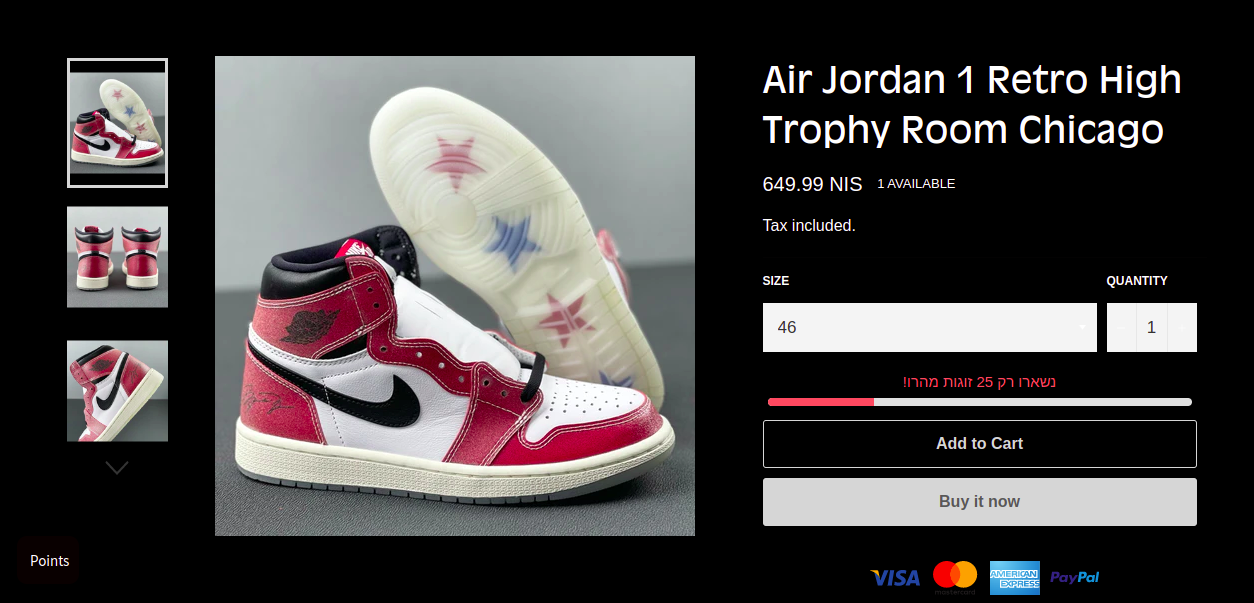 Air Jordan 1 Retro High
Trophy Room Chicago
649.99 NIS 1 AVAILABLE
Tax included.
SIZE QUANTITY
46 1
נשארו רק 25 זוגות מהרו!
Add to Cart
Buy it now
Points
VISA mastercard AMERICAN EXPRESS PayPal